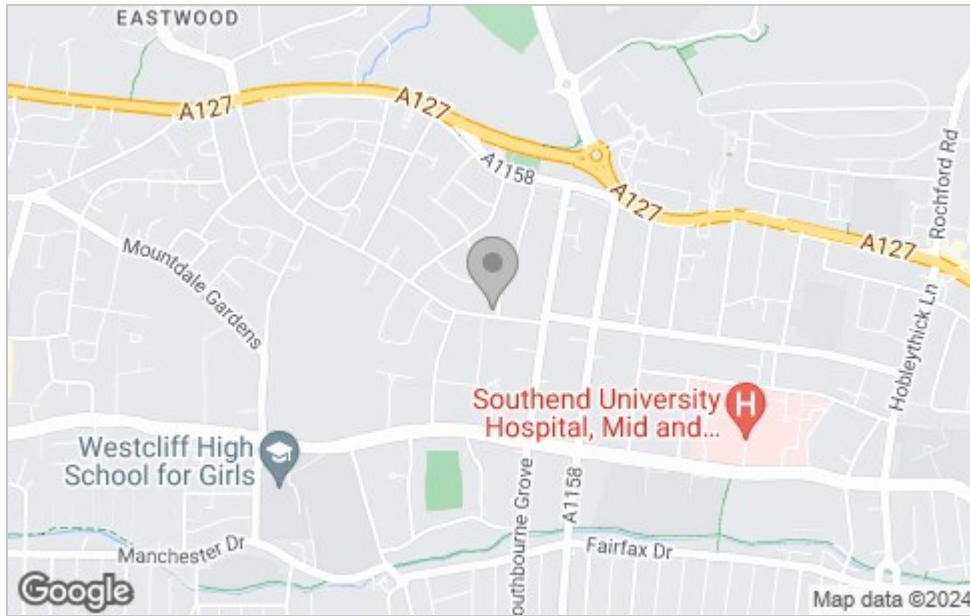 EASTWOOD
A127
A127
A1158
A127
A127
Rochford Rd
Mountdale Gardens
Hobleythick Ln
Southend University
Hospital, Mid and...
H
Westcliff High
School for Girls
outhbourne Grove
A1158
Manchester Dr
Fairfax Dr
Google
Map data ©2024